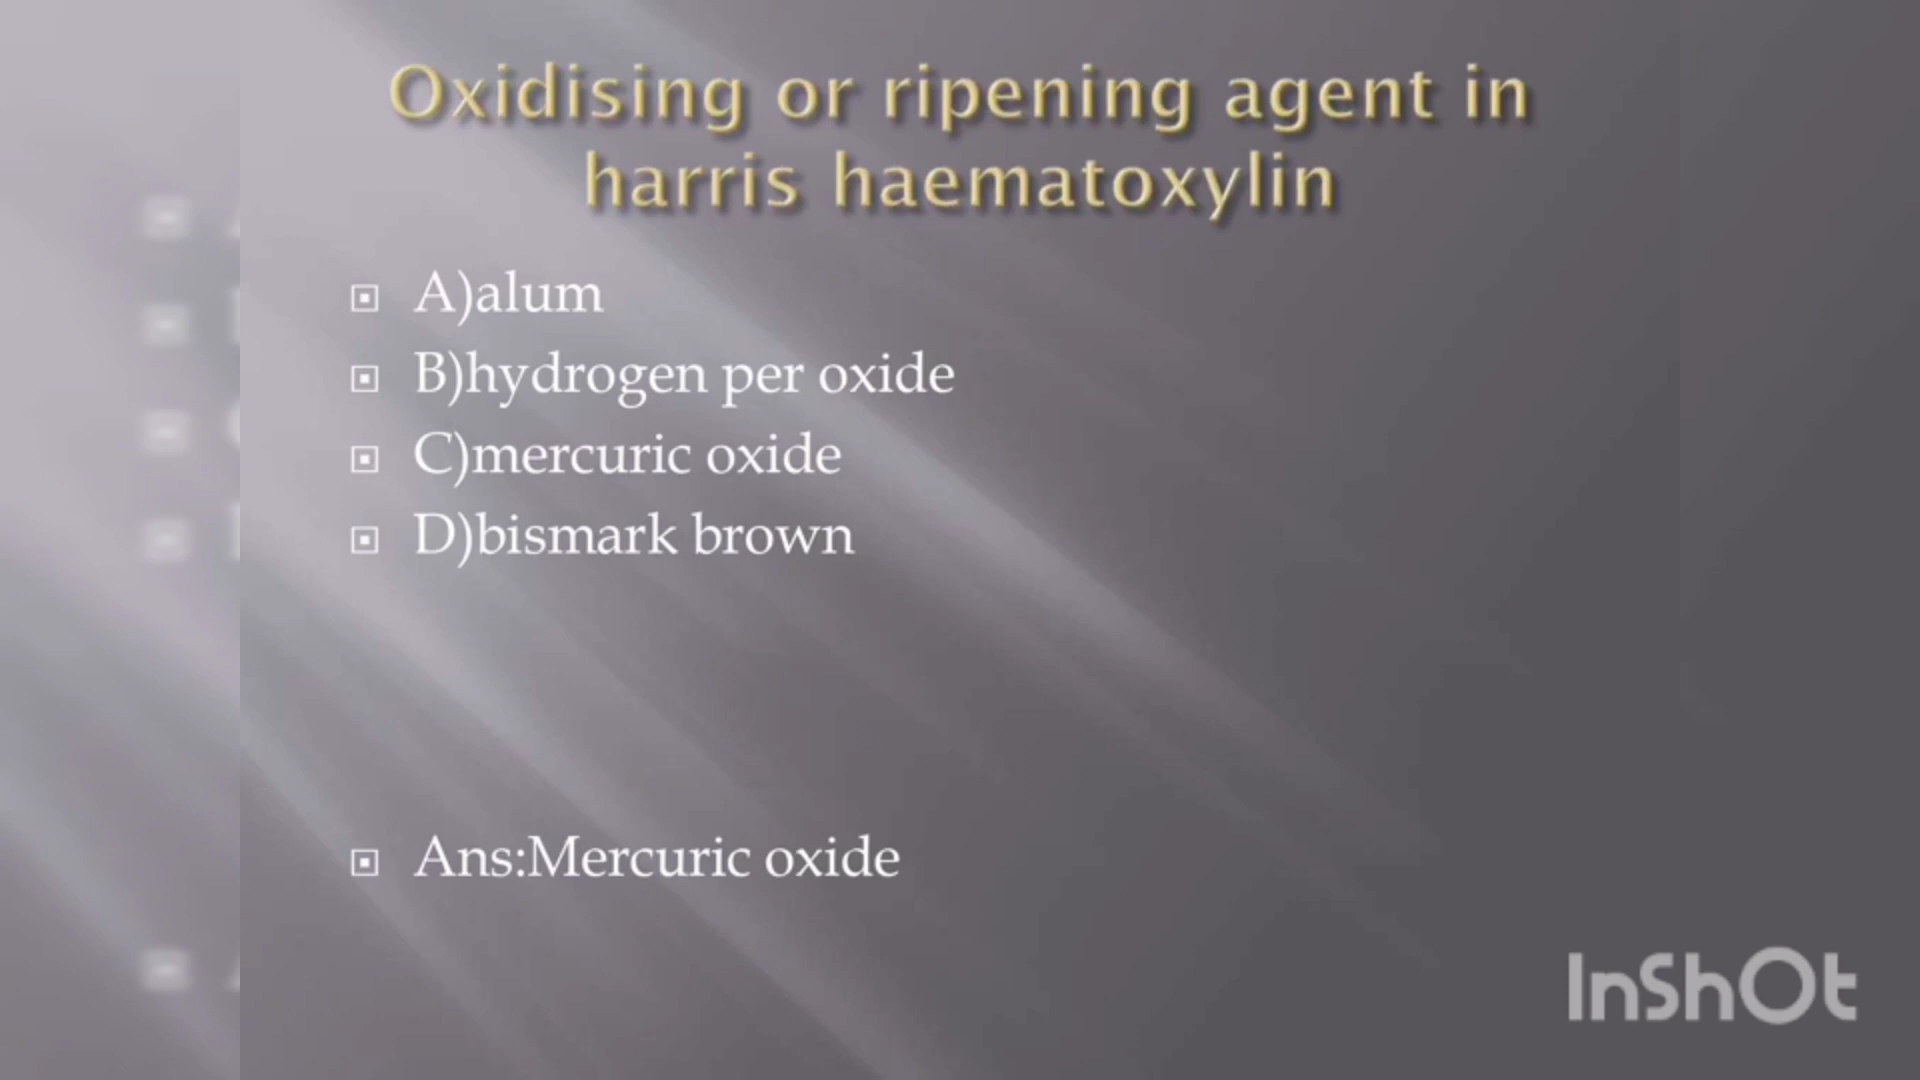 Oxidising or ripening agent in
harris haematoxylin
A)alum
B)hydrogen per oxide
C)mercuric oxide
D)bismark brown
Ans:Mercuric oxide
InShOt